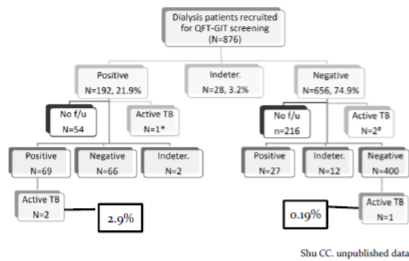 Dialysis patients recruited
for QFT-GIT screening
(N=876)
Positive
N=192, 21.9%
Indeter.
N=28, 3.2%
Negative
N=656, 74.9%
No f/u
N=54
Active TB
N=1*
No f/u
n=216
Active TB
N=2#
Positive
N=69
Negative
N=66
Indeter.
N=2
Positive
N=27
Indeter.
N=12
Negative
N=400
Active TB
N=2
2.9%
0.19%
Active TB
N=1
Shu CC. unpublished data